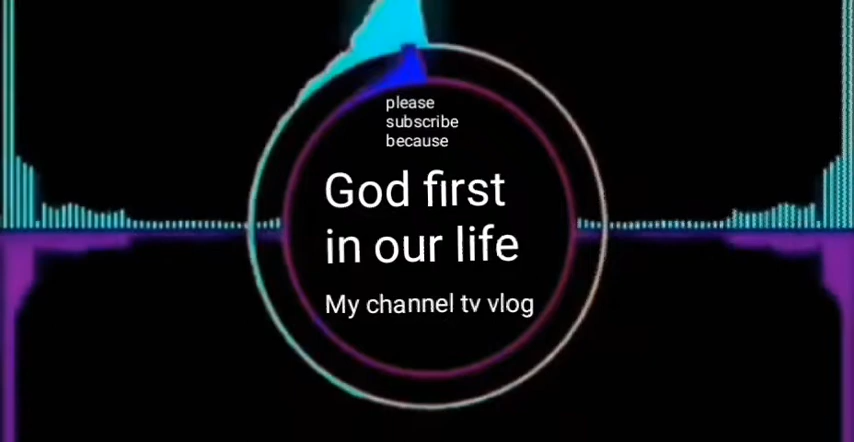 please
subscribe
because
God first
in our life
My channel tv vlog